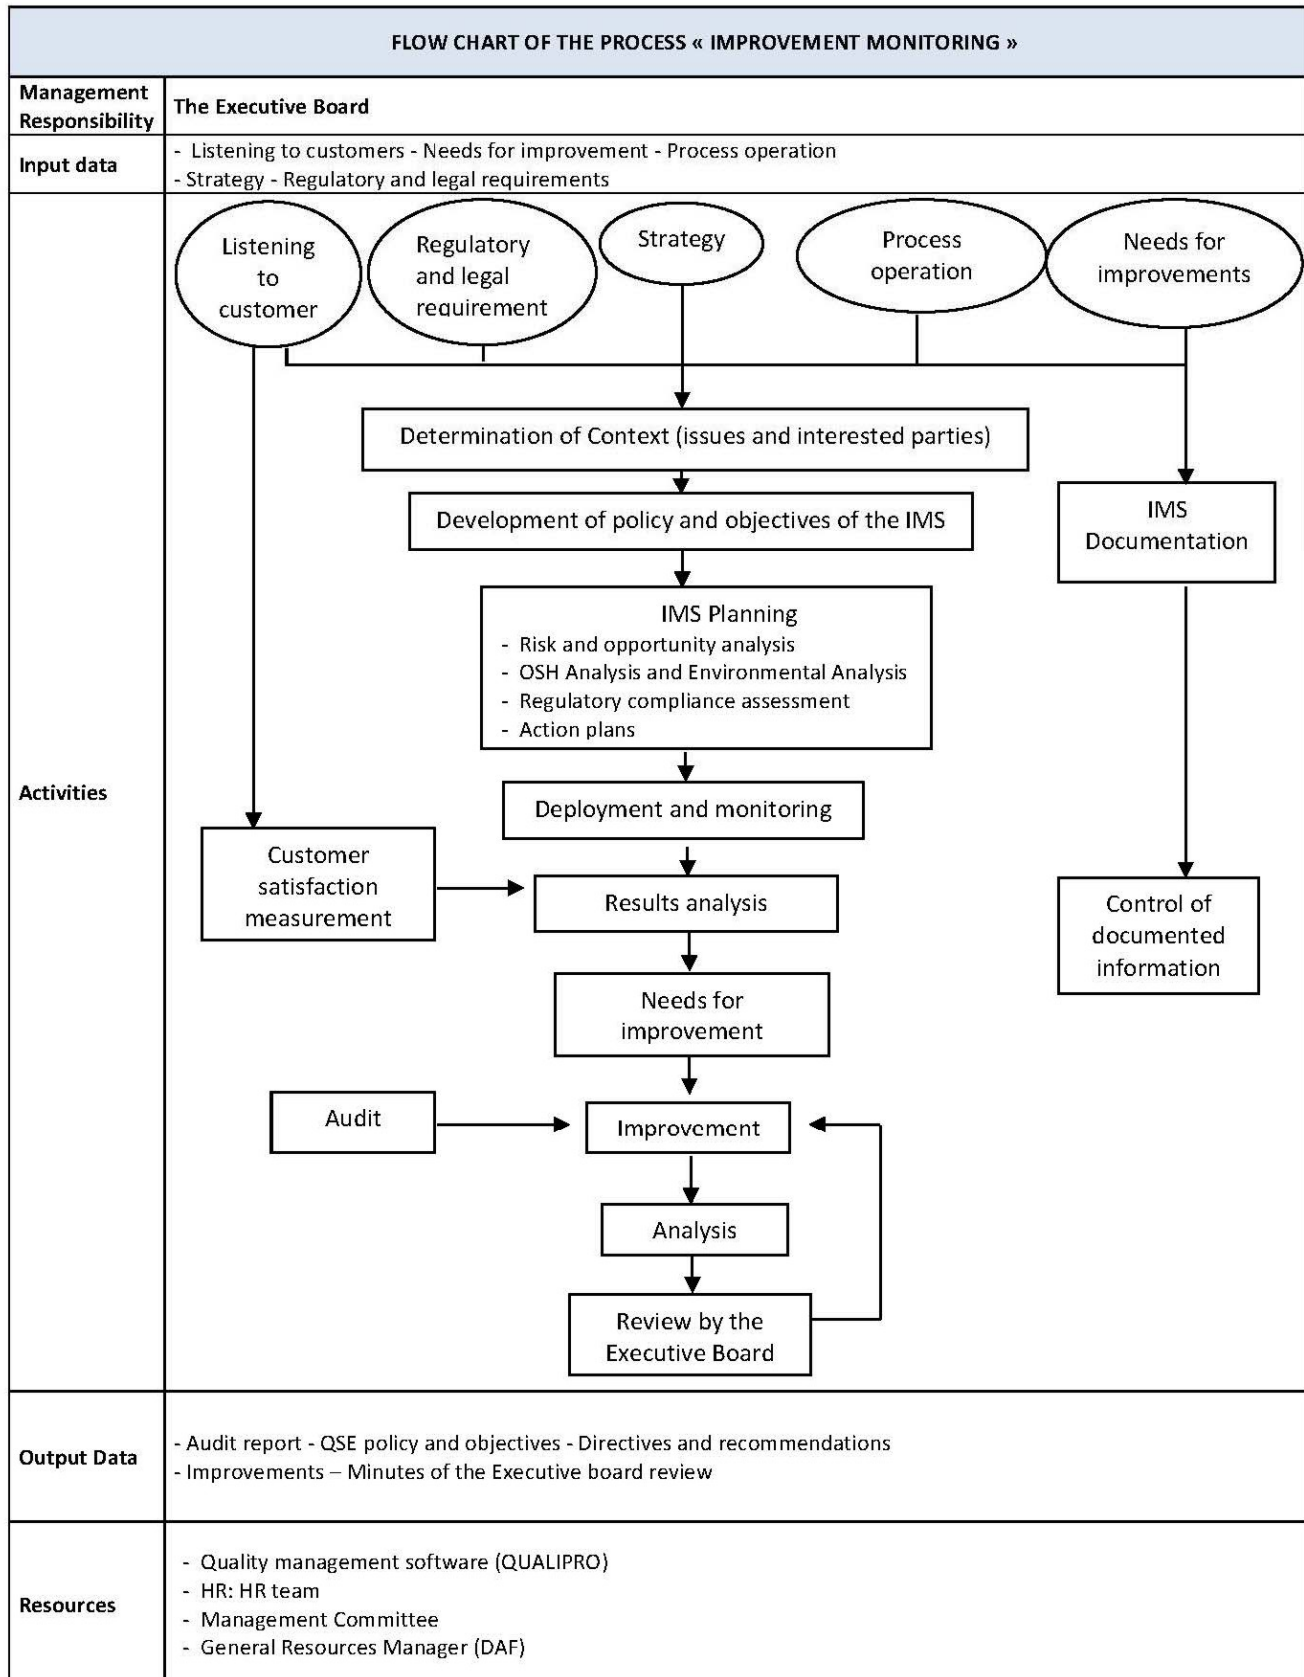 FLOW CHART OF THE PROCESS « IMPROVEMENT MONITORING »
Management
Responsibility
The Executive Board
Input data
- Listening to customers - Needs for improvement - Process operation
- Strategy - Regulatory and legal requirements
Activities
Listening
to
customer
Regulatory
and legal
requirement
Strategy
Process
operation
Needs for
improvements
Determination of Context (issues and interested parties)
Development of policy and objectives of the IMS
IMS
Documentation
IMS Planning
- Risk and opportunity analysis
- OSH Analysis and Environmental Analysis
- Regulatory compliance assessment
- Action plans
Deployment and monitoring
Customer
satisfaction
measurement
Results analysis
Control of
documented
information
Needs for
improvement
Audit
Improvement
Analysis
Review by the
Executive Board
Output Data
- Audit report - QSE policy and objectives - Directives and recommendations
- Improvements – Minutes of the Executive board review
Resources
- Quality management software (QUALIPRO)
- HR: HR team
- Management Committee
- General Resources Manager (DAF)